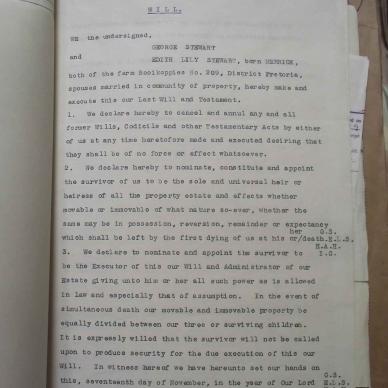 WILL.
WE the undersigned,
GEORGE STEWART
and
EDITH LILY STEWART, born HERRICK,
both of the farm Rooikoppies No. 209, District Pretoria,
spouses married in community of property, hereby make and
execute this our Last Will and Testament.
1. We declare hereby to cancel and annul any and all
former Wills, Codicils and other Testamentary Acts by either
of us at any time heretofore made and executed desiring that
they shall be of no force or effect whatsoever.
2. We declare hereby to nominate, constitute and appoint
the survivor of us to be the sole and universal heir or
heiress of all the property estate and effects whether
movable or immovable of what nature so-ever, whether the
same may be in possession, reversion, remainder or expectancy
her G.S.
which shall be left by the first dying of us at his or/death.E.L.S.
H.A.H.
3. We declare to nominate and appoint the survivor to I.C.
be the Executor of this our Will and Administrator of our
Estate giving unto him or her all such power as is allowed
in Law and especially that of assumption. In the event of
simultaneous death our movable and immovable property be
equally divided between our three or surviving children.
It is expressly willed that the survivor will not be called
upon to produce security for the due execution of this our
Will. In witness hereof we have hereunto set our hands on
G.S.
this, seventeenth day of November, in the year of Our Lord E.L.S.